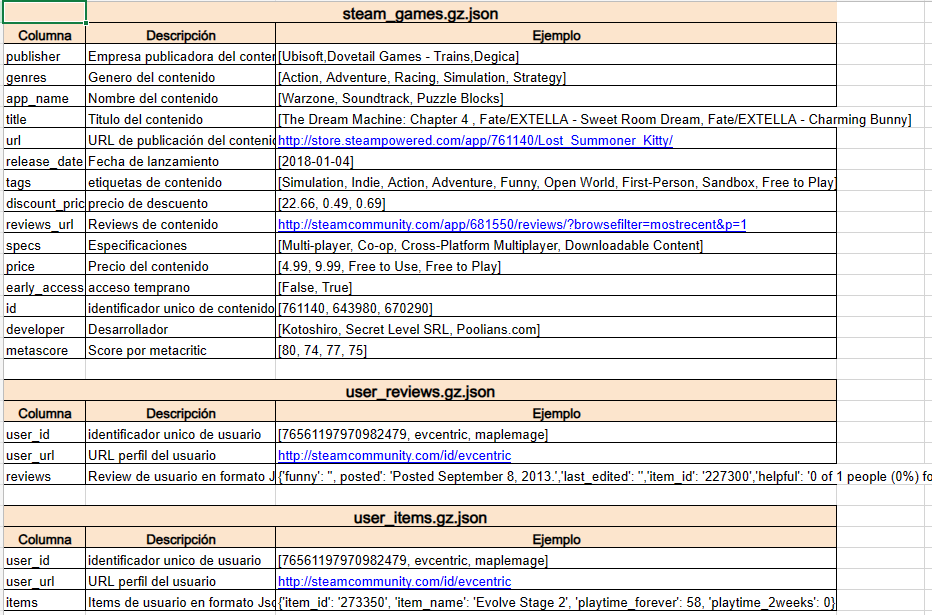 steam_games.gz.json
Columna Descripción Ejemplo
publisher Empresa publicadora del conten [Ubisoft,Dovetail Games - Trains,Degica]
genres Genero del contenido [Action, Adventure, Racing, Simulation, Strategy]
app_name Nombre del contenido [Warzone, Soundtrack, Puzzle Blocks]
title Titulo del contenido [The Dream Machine: Chapter 4 , Fate/EXTELLA - Sweet Room Dream, Fate/EXTELLA - Charming Bunny]
url URL de publicación del contenid http://store.steampowered.com/app/761140/Lost_Summoner_Kitty/
release_date Fecha de lanzamiento [2018-01-04]
tags etiquetas de contenido [Simulation, Indie, Action, Adventure, Funny, Open World, First-Person, Sandbox, Free to Play]
discount_pric precio de descuento [22.66, 0.49, 0.69]
reviews_url Reviews de contenido http://steamcommunity.com/app/681550/reviews/?browsefilter=mostrecent&p=1
specs Especificaciones [Multi-player, Co-op, Cross-Platform Multiplayer, Downloadable Content]
price Precio del contenido [4.99, 9.99, Free to Use, Free to Play]
early_access acceso temprano [False, True]
id identificador unico de contenido [761140, 643980, 670290]
developer Desarrollador [Kotoshiro, Secret Level SRL, Poolians.com]
metascore Score por metacritic [80, 74, 77, 75]
user_reviews.gz.json
Columna Descripción Ejemplo
user_id identificador unico de usuario [76561197970982479, evcentric, maplemage]
user_url URL perfil del usuario http://steamcommunity.com/id/evcentric
reviews Review de usuario en formato J {'funny': '', posted': 'Posted September 8, 2013.','last_edited': '','item_id': '227300','helpful': '0 of 1 people (0%) fo
user_items.gz.json
Columna Descripción Ejemplo
user_id identificador unico de usuario [76561197970982479, evcentric, maplemage]
user_url URL perfil del usuario http://steamcommunity.com/id/evcentric
items Items de usuario en formato Jso {'item_id': '273350', 'item_name': 'Evolve Stage 2', 'playtime_forever': 58, 'playtime_2weeks': 0}